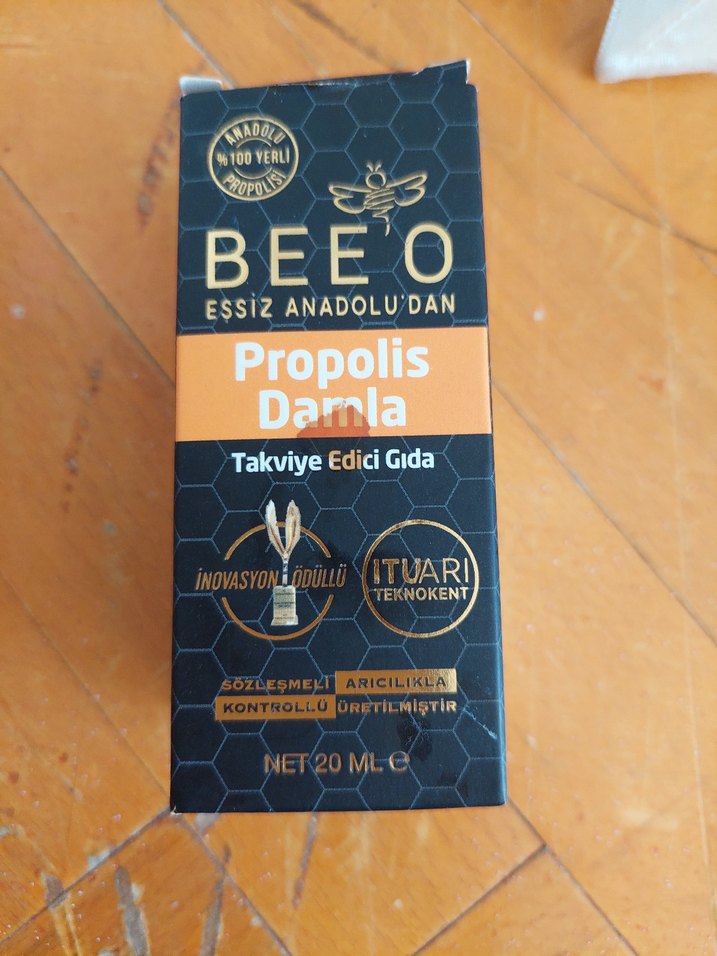 ANADOLU
%100 YERLİ
PROPOLİSİ
BEE'O
EŞSİZ ANADOLU'DAN
Propolis
Damla
Takviye Edici Gıda
İNOVASYON ÖDÜLLÜ
ITUARI
TEKNOKENT
SÖZLEŞMELİ ARICILIKLA
KONTROLLÜ ÜRETİLMİŞTİR
NET 20 ML ℮